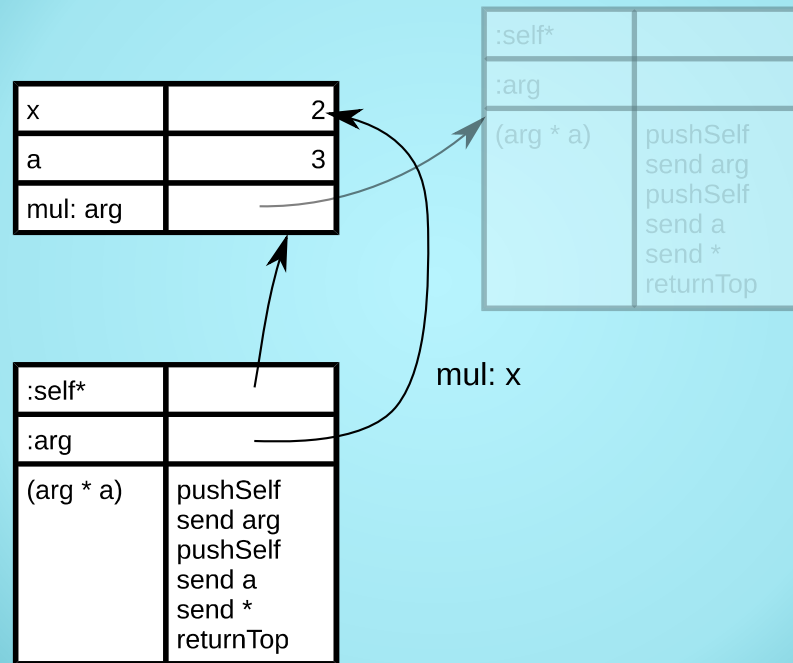 :self*
:arg
(arg * a)
pushSelf
send arg
pushSelf
send a
send *
returnTop
x 2
a 3
mul: arg
mul: x
:self*
:arg
(arg * a)
pushSelf
send arg
pushSelf
send a
send *
returnTop